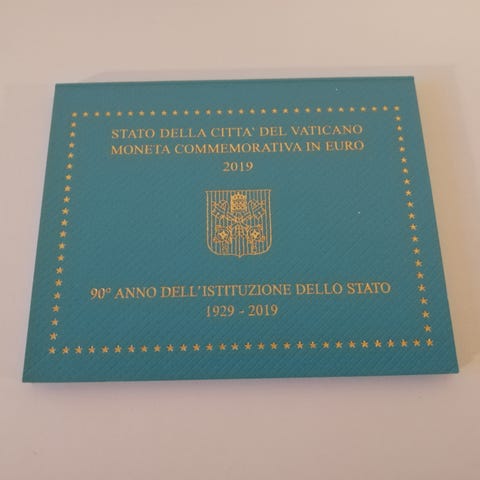 STATO DELLA CITTA' DEL VATICANO
MONETA COMMEMORATIVA IN EURO
2019
90° ANNO DELL'ISTITUZIONE DELLO STATO
1929 - 2019